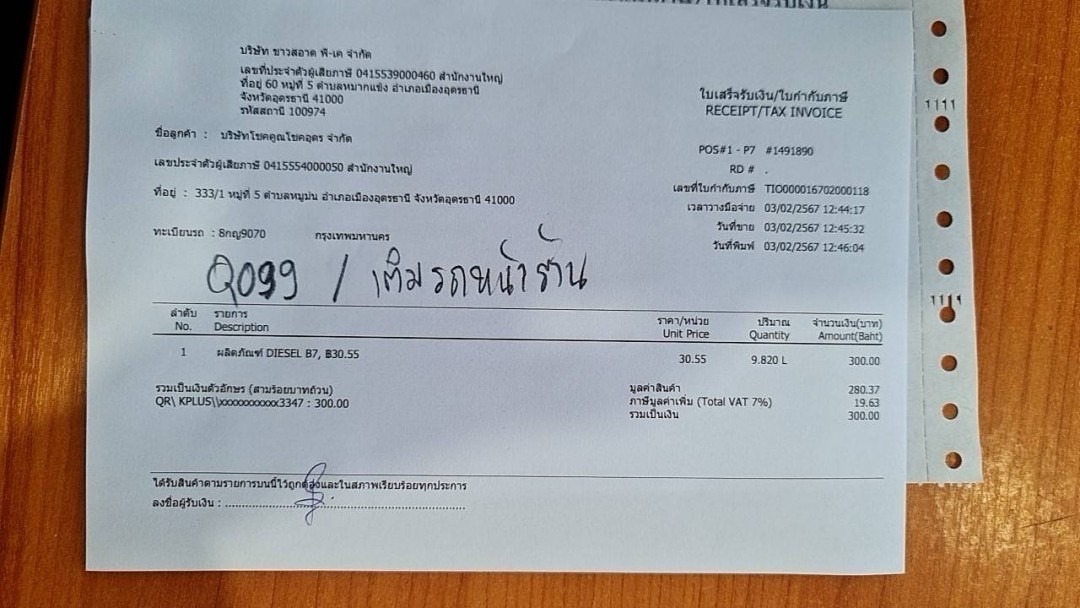 บริษัท ขาวสอาด พี-เค จำกัด
เลขที่ประจำตัวผู้เสียภาษี 0415539000460 สำนักงานใหญ่
ที่อยู่ 60 หมู่ที่ 5 ตำบลหมากแข้ง อำเภอเมืองอุดรธานี
จังหวัดอุดรธานี 41000
รหัสสถานี 100974
ใบเสร็จรับเงิน/ใบกำกับภาษี
RECEIPT/TAX INVOICE
ชื่อลูกค้า : บริษัทโชคคูณโชคอุดร จำกัด
เลขประจำตัวผู้เสียภาษี 0415554000050 สำนักงานใหญ่
ที่อยู่ : 333/1 หมู่ที่ 5 ตำบลหมูม่น อำเภอเมืองอุดรธานี จังหวัดอุดรธานี 41000
ทะเบียนรถ : 8กญ9070 กรุงเทพมหานคร
POS#1 - P7 #1491890
RD # .
เลขที่ใบกำกับภาษี TIO000016702000118
เวลาวางมือจ่าย 03/02/2567 12:44:17
วันที่ขาย 03/02/2567 12:45:32
วันที่พิมพ์ 03/02/2567 12:46:04
Q099 / เติมรถหน้าร้าน
ลำดับ รายการ ราคา/หน่วย ปริมาณ จำนวนเงิน(บาท)
No. Description Unit Price Quantity Amount(Baht)
1 ผลิตภัณฑ์ DIESEL B7, ฿30.55 30.55 9.820 L 300.00
รวมเป็นเงินตัวอักษร (สามร้อยบาทถ้วน) มูลค่าสินค้า 280.37
QR\ KPLUS\\xxxxxxxxxxx3347 : 300.00 ภาษีมูลค่าเพิ่ม (Total VAT 7%) 19.63
รวมเป็นเงิน 300.00
ได้รับสินค้าตามรายการบนนี้ไว้ถูกต้องและในสภาพเรียบร้อยทุกประการ
ลงชื่อผู้รับเงิน :